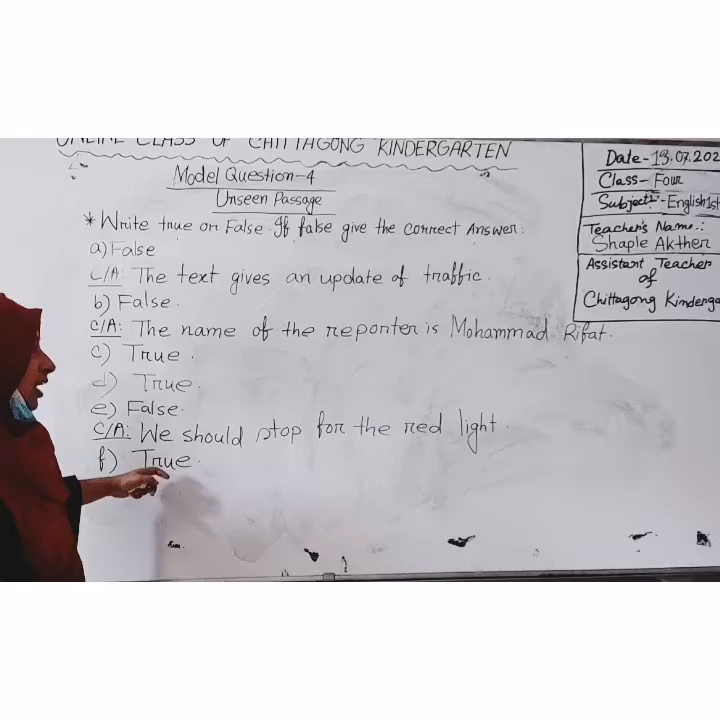 ONLINE CLASS OF CHITTAGONG KINDERGARTEN
Model Question-4
Unseen Passage
* Write true or False. If false give the correct Answer:
a) False
C/A: The text gives an update of traffic.
b) False.
C/A: The name of the reporter is Mohammad Rifat.
c) True.
d) True.
e) False.
C/A: We should stop for the red light.
f) True.
Date-13.07.202
Class- Four
Subject:-English 1st
Teacher's Name:
Shaple Akther
Assistant Teacher
of
Chittagong Kinderga